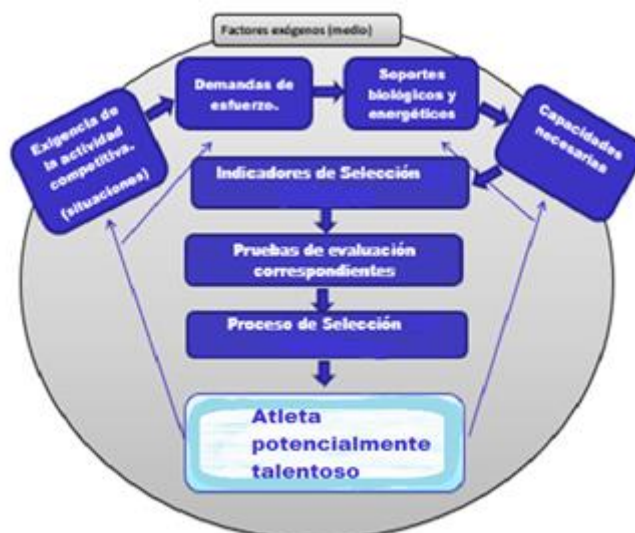 Factores exógenos (medio)
Exigencia de
la actividad
competitiva.
(situaciones)
Demandas de
esfuerzo.
Soportes
biológicos y
energéticos
Capacidades
necesarias
Indicadores de Selección
Pruebas de evaluación
correspondientes
Proceso de Selección
Atleta
potencialmente
talentoso